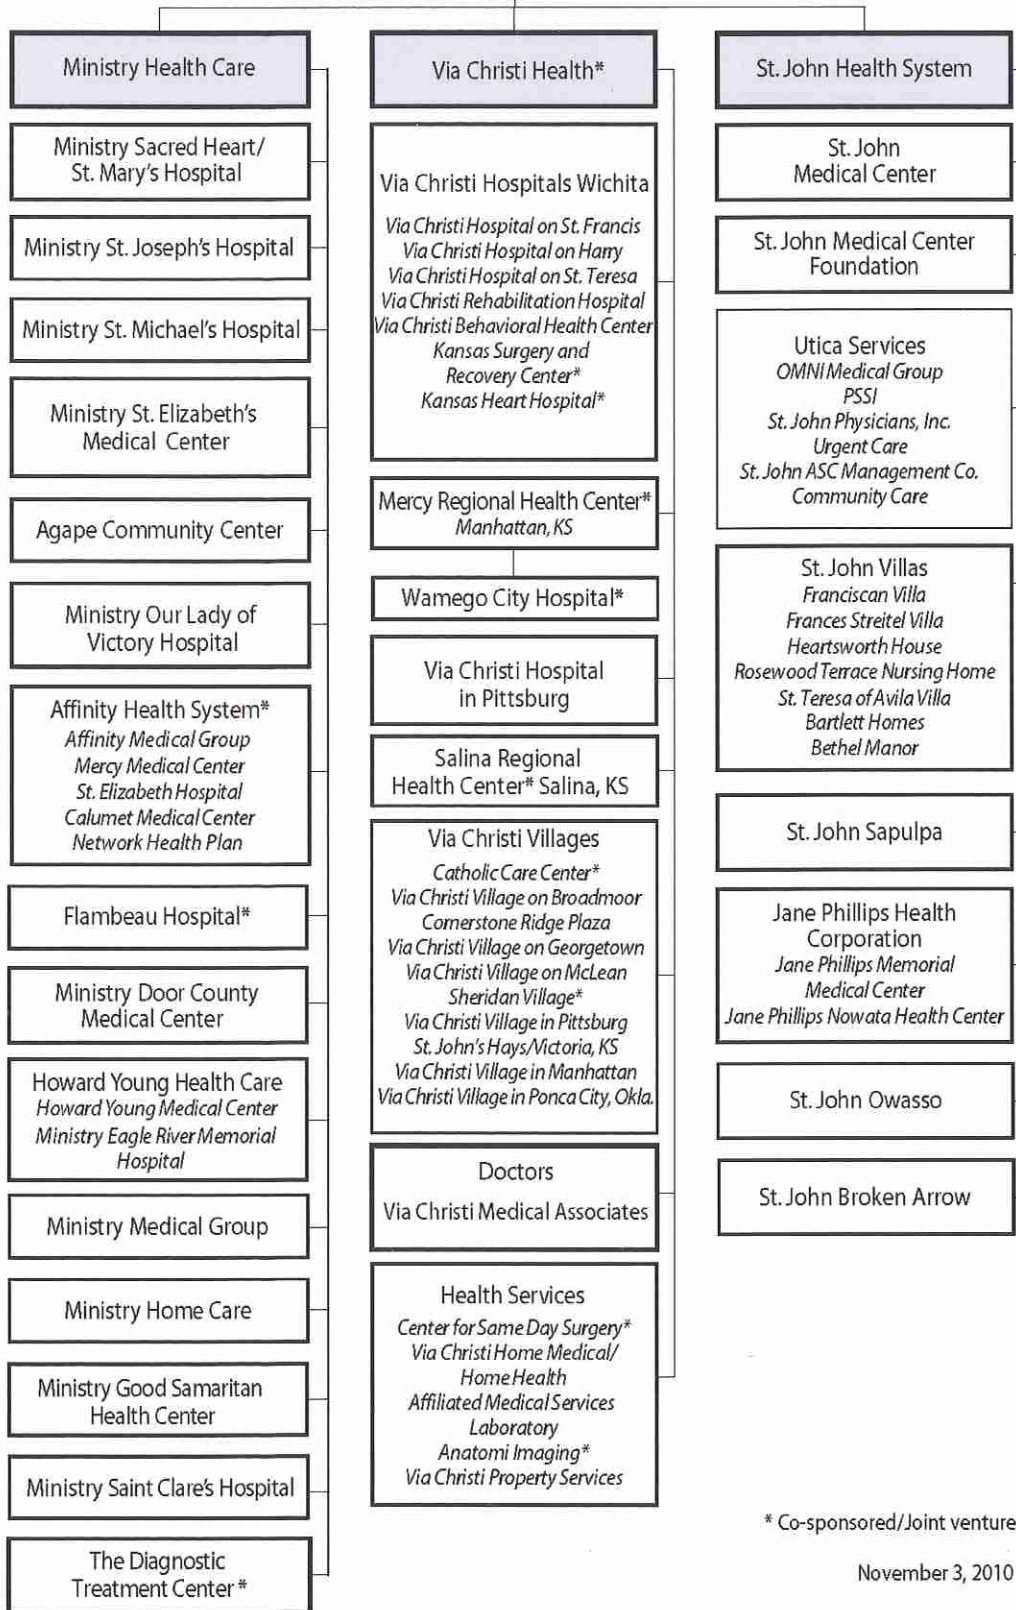 Ministry Health Care
Ministry Sacred Heart/
St. Mary's Hospital
Ministry St. Joseph's Hospital
Ministry St. Michael's Hospital
Ministry St. Elizabeth's
Medical Center
Agape Community Center
Ministry Our Lady of
Victory Hospital
Affinity Health System*
Affinity Medical Group
Mercy Medical Center
St. Elizabeth Hospital
Calumet Medical Center
Network Health Plan
Flambeau Hospital*
Ministry Door County
Medical Center
Howard Young Health Care
Howard Young Medical Center
Ministry Eagle River Memorial
Hospital
Ministry Medical Group
Ministry Home Care
Ministry Good Samaritan
Health Center
Ministry Saint Clare's Hospital
The Diagnostic
Treatment Center*
Via Christi Health*
Via Christi Hospitals Wichita
Via Christi Hospital on St. Francis
Via Christi Hospital on Harry
Via Christi Hospital on St. Teresa
Via Christi Rehabilitation Hospital
Via Christi Behavioral Health Center
Kansas Surgery and
Recovery Center*
Kansas Heart Hospital*
Mercy Regional Health Center*
Manhattan, KS
Wamego City Hospital*
Via Christi Hospital
in Pittsburg
Salina Regional
Health Center* Salina, KS
Via Christi Villages
Catholic Care Center*
Via Christi Village on Broadmoor
Cornerstone Ridge Plaza
Via Christi Village on Georgetown
Via Christi Village on McLean
Sheridan Village*
Via Christi Village in Pittsburg
St. John's Hays/Victoria, KS
Via Christi Village in Manhattan
Via Christi Village in Ponca City, Okla.
Doctors
Via Christi Medical Associates
Health Services
Center for Same Day Surgery*
Via Christi Home Medical/
Home Health
Affiliated Medical Services
Laboratory
Anatomi Imaging*
Via Christi Property Services
St. John Health System
St. John
Medical Center
St. John Medical Center
Foundation
Utica Services
OMNI Medical Group
PSSI
St. John Physicians, Inc.
Urgent Care
St. John ASC Management Co.
Community Care
St. John Villas
Franciscan Villa
Frances Streitel Villa
Heartsworth House
Rosewood Terrace Nursing Home
St. Teresa of Avila Villa
Bartlett Homes
Bethel Manor
St. John Sapulpa
Jane Phillips Health
Corporation
Jane Phillips Memorial
Medical Center
Jane Phillips Nowata Health Center
St. John Owasso
St. John Broken Arrow
* Co-sponsored/Joint venture
November 3, 2010